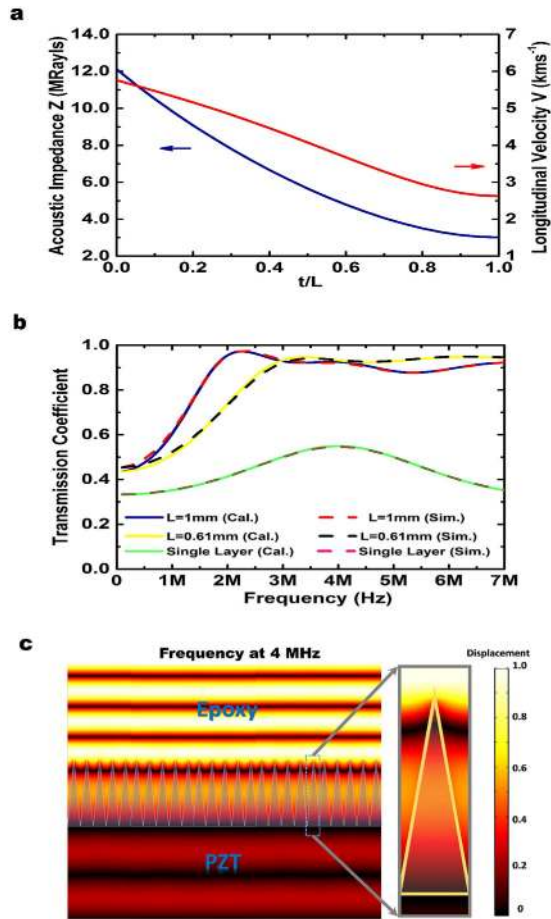 a
Acoustic Impedance Z (MRayls)
14.0
12.0
10.0
8.0
6.0
4.0
2.0
Longitudinal Velocity V (kms⁻¹)
7
6
5
4
3
2
1
0.0 0.2 0.4 0.6 0.8 1.0
t/L
b
Transmission Coefficient
1.0
0.8
0.6
0.4
0.2
0.0
L=1mm (Cal.) L=1mm (Sim.)
L=0.61mm (Cal.) L=0.61mm (Sim.)
Single Layer (Cal.) Single Layer (Sim.)
0 1M 2M 3M 4M 5M 6M 7M
Frequency (Hz)
c
Frequency at 4 MHz
Epoxy
PZT
Displacement
1.0
0.8
0.6
0.4
0.2
0